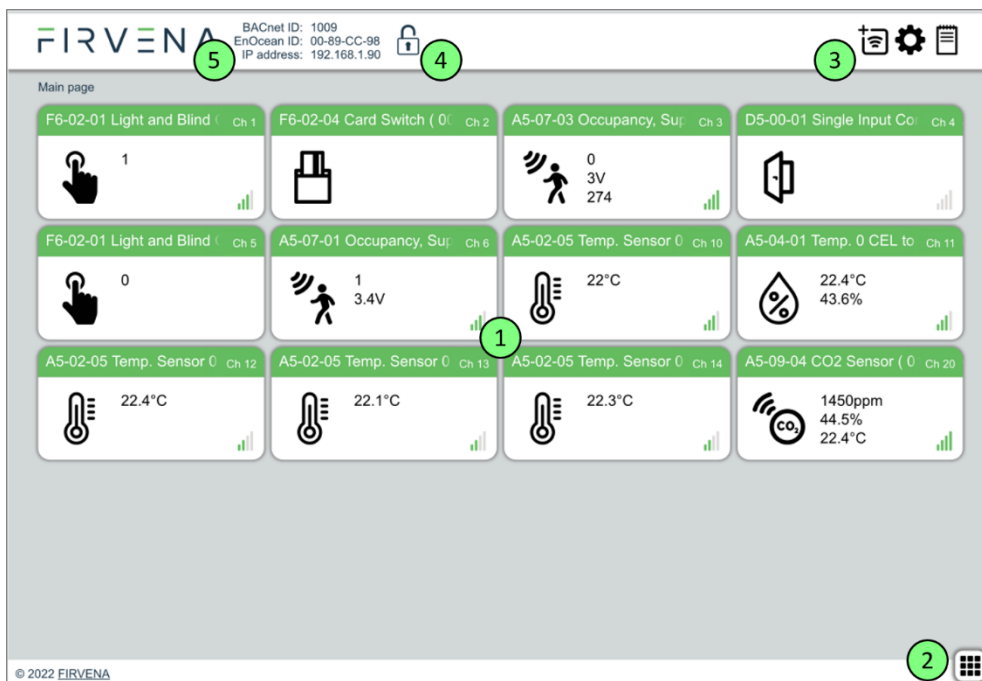 FIRVENA
BACnet ID: 1009
EnOcean ID: 00-89-CC-98
IP address: 192.168.1.90
5
4
3
Main page
F6-02-01 Light and Blind Ch 1
1
F6-02-04 Card Switch ( 00 Ch 2
A5-07-03 Occupancy, Sup Ch 3
0
3V
274
D5-00-01 Single Input Co Ch 4
F6-02-01 Light and Blind Ch 5
0
A5-07-01 Occupancy, Sup Ch 6
1
3.4V
A5-02-05 Temp. Sensor 0 Ch 10
22°C
A5-04-01 Temp. 0 CEL to Ch 11
22.4°C
43.6%
1
A5-02-05 Temp. Sensor 0 Ch 12
22.4°C
A5-02-05 Temp. Sensor 0 Ch 13
22.1°C
A5-02-05 Temp. Sensor 0 Ch 14
22.3°C
A5-09-04 CO2 Sensor ( 0 Ch 20
CO2
1450ppm
44.5%
22.4°C
2
© 2022 FIRVENA